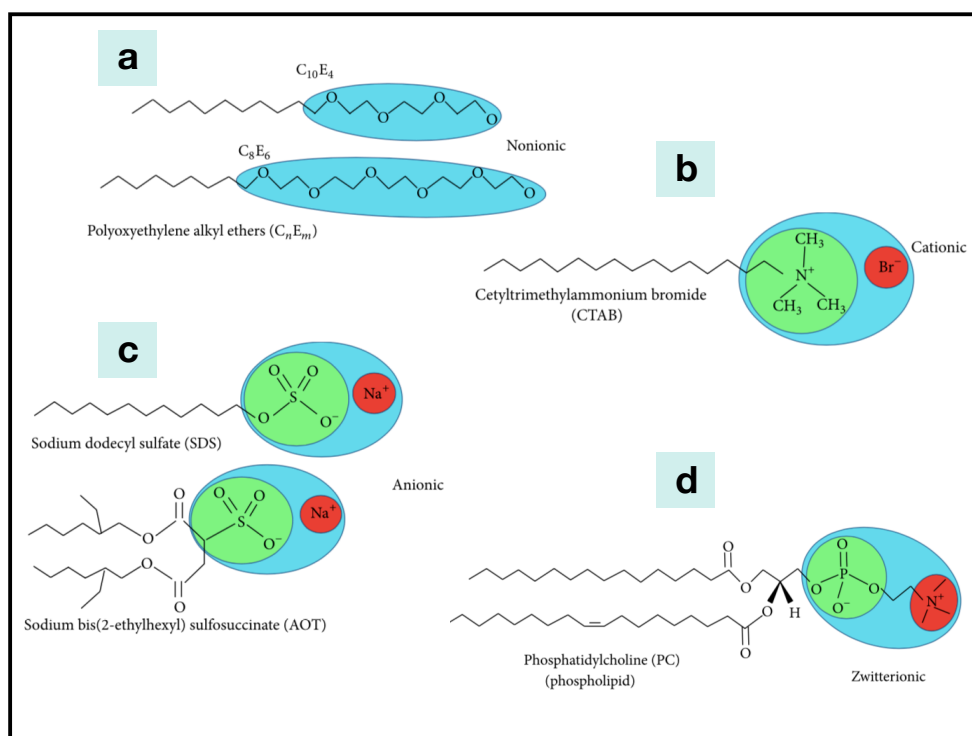 a
C₁₀E₄
O O O O
Nonionic
C₈E₆
O O O O O O
Polyoxyethylene alkyl ethers (CₙEₘ)
b
CH₃
N⁺
CH₃ CH₃
Br⁻
Cationic
Cetyltrimethylammonium bromide
(CTAB)
c
O O
S
O O⁻
Na⁺
Sodium dodecyl sulfate (SDS)
Anionic
O O O
S
O O⁻
Na⁺
O
O
Sodium bis(2-ethylhexyl) sulfosuccinate (AOT)
d
O O
P
O O O
O⁻
N⁺
O H
O
Phosphatidylcholine (PC)
(phospholipid)
Zwitterionic